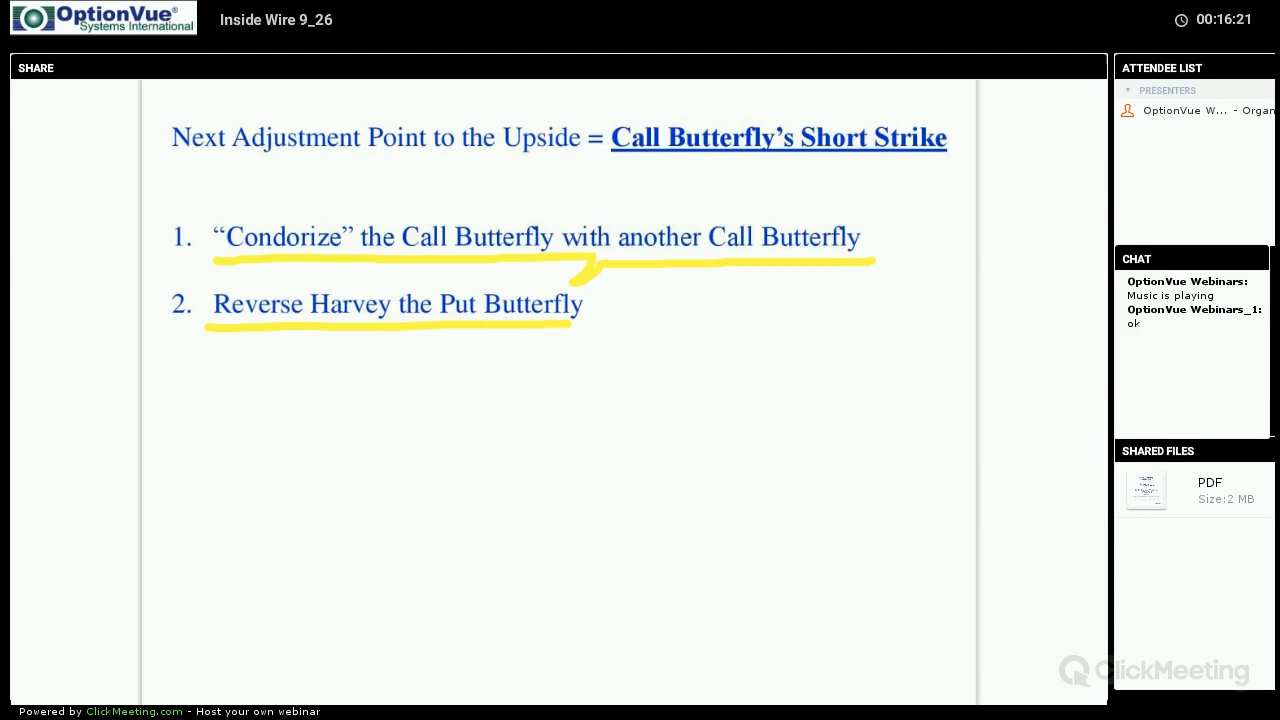 OptionVue®
Systems International
Inside Wire 9_26
00:16:21
SHARE
Next Adjustment Point to the Upside = Call Butterfly’s Short Strike
1. “Condorize” the Call Butterfly with another Call Butterfly
2. Reverse Harvey the Put Butterfly
ATTENDEE LIST
PRESENTERS
OptionVue W... - Organ
CHAT
OptionVue Webinars:
Music is playing
OptionVue Webinars_1:
ok
SHARED FILES
PDF
Size:2 MB
ClickMeeting
Powered by ClickMeeting.com - Host your own webinar